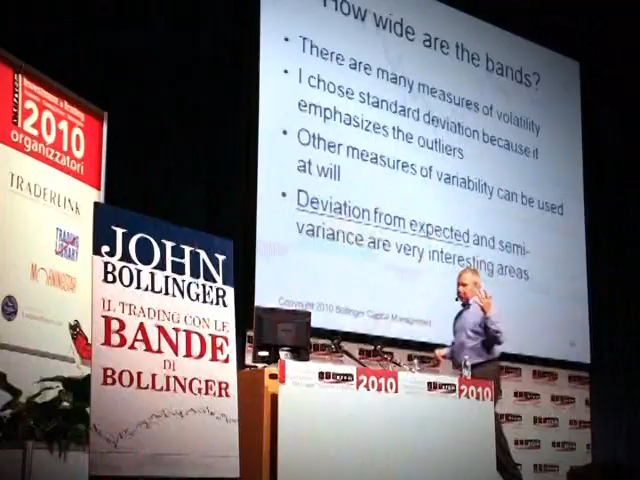 How wide are the bands?
• There are many measures of volatility
• I chose standard deviation because it
emphasizes the outliers
• Other measures of variability can be used
at will
• Deviation from expected and semi-
variance are very interesting areas
Copyright 2010 Bollinger Capital Management
2010
organizzatori
TRADERLINK
TRADING
LIBRARY
MORNINGSTAR
JOHN
BOLLINGER
IL TRADING CON LE
BANDE
DI
BOLLINGER
2010
2010